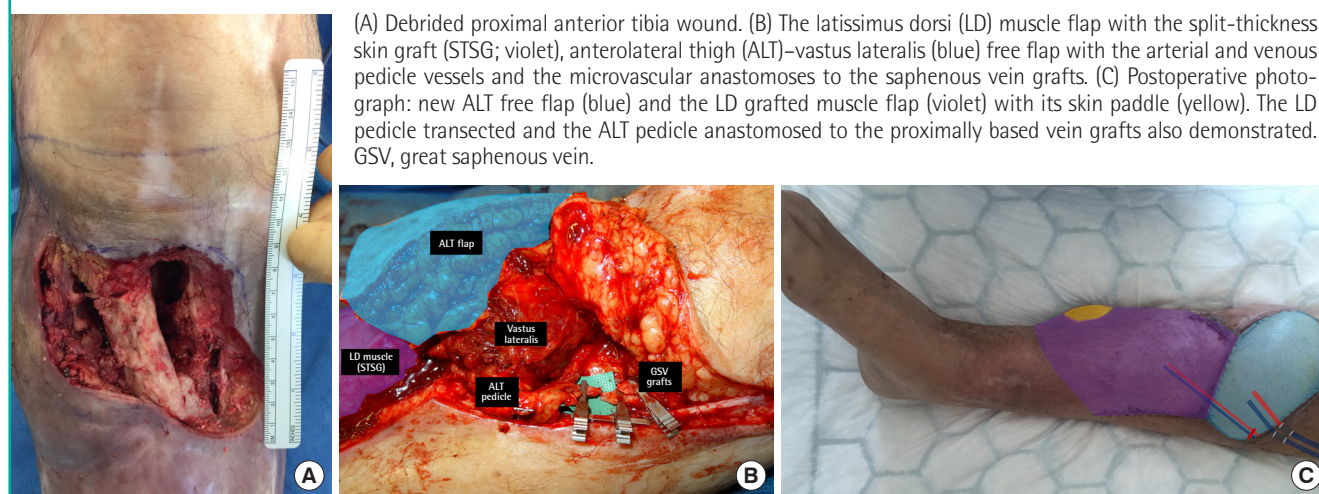 (A) Debrided proximal anterior tibia wound. (B) The latissimus dorsi (LD) muscle flap with the split-thickness
skin graft (STSG; violet), anterolateral thigh (ALT)–vastus lateralis (blue) free flap with the arterial and venous
pedicle vessels and the microvascular anastomoses to the saphenous vein grafts. (C) Postoperative photo-
graph: new ALT free flap (blue) and the LD grafted muscle flap (violet) with its skin paddle (yellow). The LD
pedicle transected and the ALT pedicle anastomosed to the proximally based vein grafts also demonstrated.
GSV, great saphenous vein.
A
ALT flap
Vastus
lateralis
LD muscle
(STSG)
ALT
pedicle
GSV
grafts
B
C